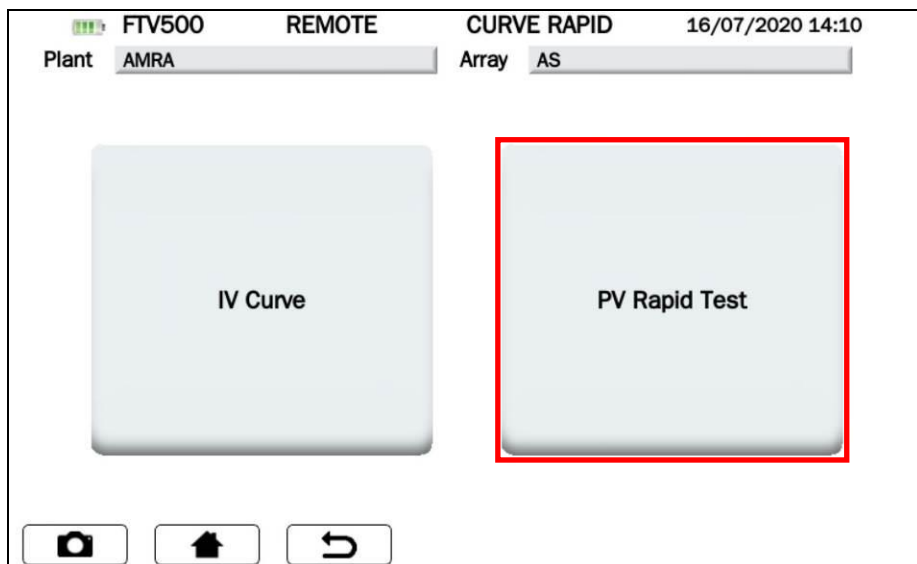 FTV500 REMOTE CURVE RAPID 16/07/2020 14:10
Plant AMRA Array AS
IV Curve PV Rapid Test